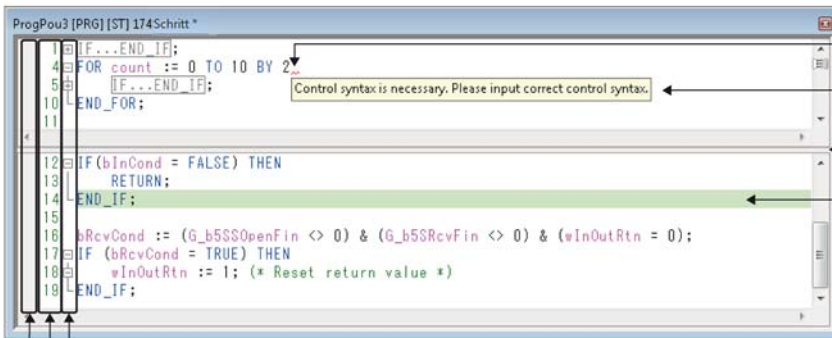 ProgPou3 [PRG] [ST] 174Schritt *
1 IF...END_IF;
4 FOR count := 0 TO 10 BY 2
5 IF...END_IF;
Control syntax is necessary. Please input correct control syntax.
10 END_FOR;
11
12 IF(bInCond = FALSE) THEN
13 RETURN;
14 END_IF;
15
16 bRcvCond := (G_b5SSOpenFin <> 0) & (G_b5SRcvFin <> 0) & (wInOutRtn = 0);
17 IF (bRcvCond = TRUE) THEN
18 wInOutRtn := 1; (* Reset return value *)
19 END_IF;